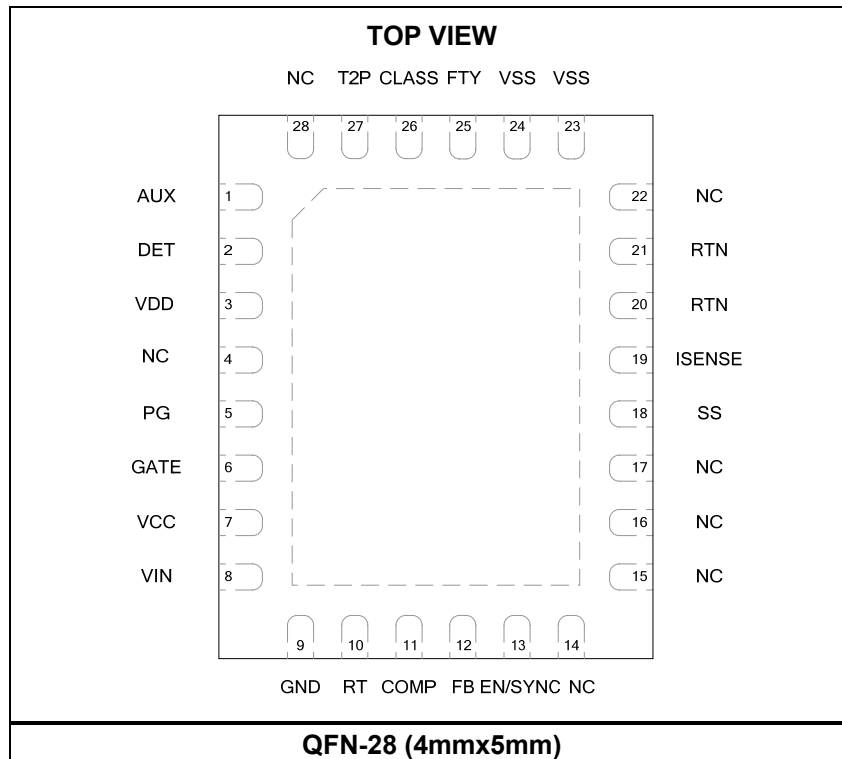 TOP VIEW
NC T2P CLASS FTY VSS VSS
28 27 26 25 24 23
AUX 1 22 NC
DET 2 21 RTN
VDD 3 20 RTN
NC 4 19 ISENSE
PG 5 18 SS
GATE 6 17 NC
VCC 7 16 NC
VIN 8 15 NC
9 10 11 12 13 14
GND RT COMP FB EN/SYNC NC
QFN-28 (4mmx5mm)